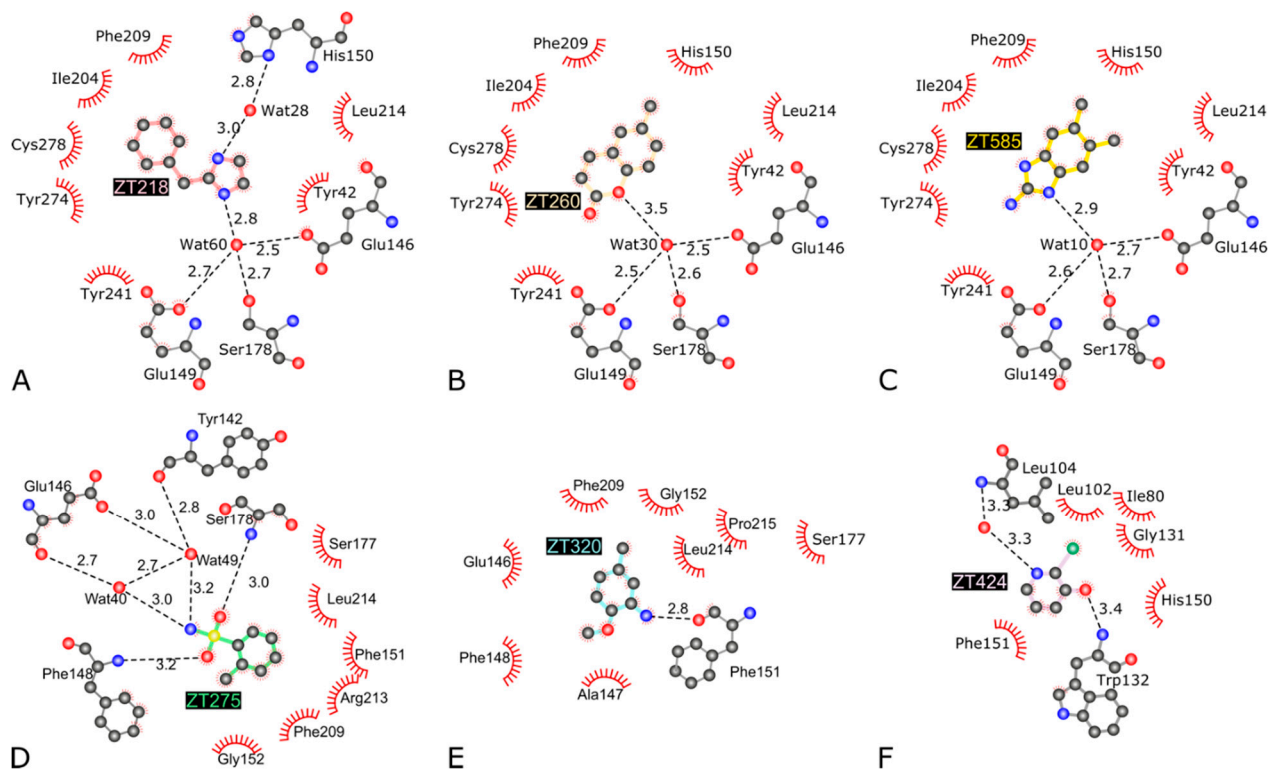 Phe209
His150
2.8
Ile204
Wat28
Leu214
3.0
Cys278
ZT218
Tyr42
Tyr274
2.8
Wat60
2.5
Glu146
2.7
2.7
Tyr241
Ser178
Glu149
A
Phe209
His150
Ile204
Leu214
Cys278
Tyr42
ZT260
Tyr274
3.5
Wat30
2.5
Glu146
2.5
2.6
Tyr241
Ser178
Glu149
B
Phe209
His150
Ile204
Leu214
ZT585
Cys278
Tyr42
Tyr274
2.9
Wat10
2.7
Glu146
2.6
2.7
Tyr241
Ser178
Glu149
C
Tyr142
Glu146
2.8
Ser178
3.0
Ser177
2.7
Wat49
2.7
3.0
Wat40
3.2
3.0
Leu214
Phe151
3.2
Phe148
ZT275
Arg213
Phe209
Gly152
D
Phe209
Gly152
Pro215
ZT320
Leu214
Ser177
Glu146
2.8
Phe148
Phe151
Ala147
E
Leu104
Leu102
Ile80
3.3
Gly131
3.3
ZT424
His150
3.4
Phe151
Trp132
F